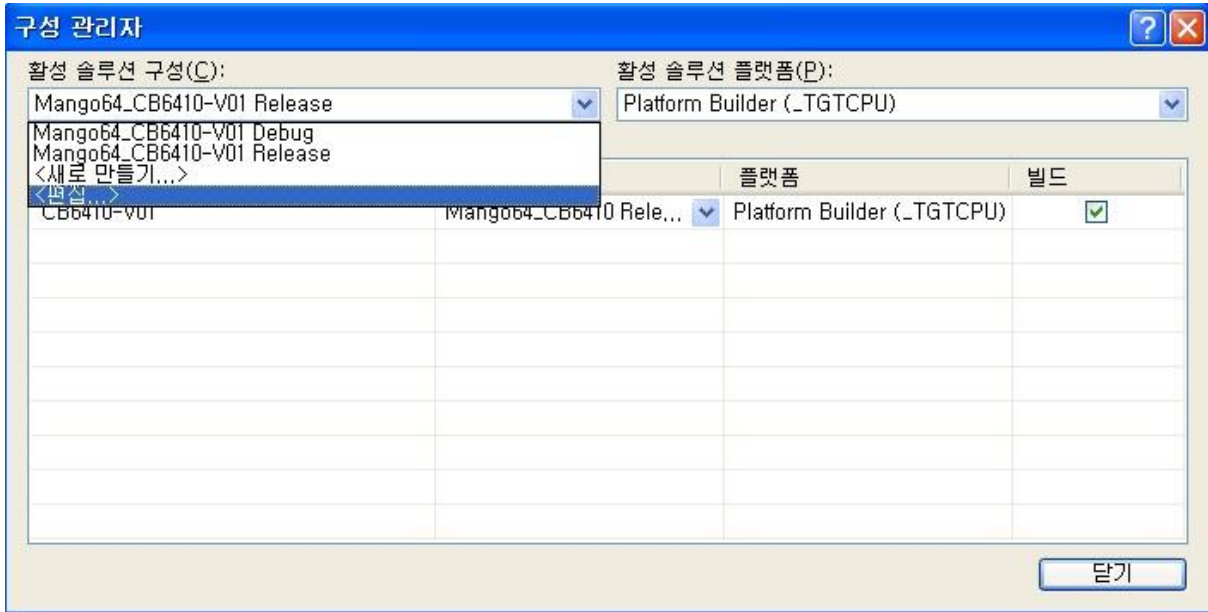 구성 관리자
활성 솔루션 구성(C): 활성 솔루션 플랫폼(P):
Mango64_CB6410-V01 Release Platform Builder (_TGTCPU)
Mango64_CB6410-V01 Debug
Mango64_CB6410-V01 Release
<새로 만들기...>
<편집...>
플랫폼 빌드
CB6410-V01 Mango64_CB6410 Rele... Platform Builder (_TGTCPU)
닫기